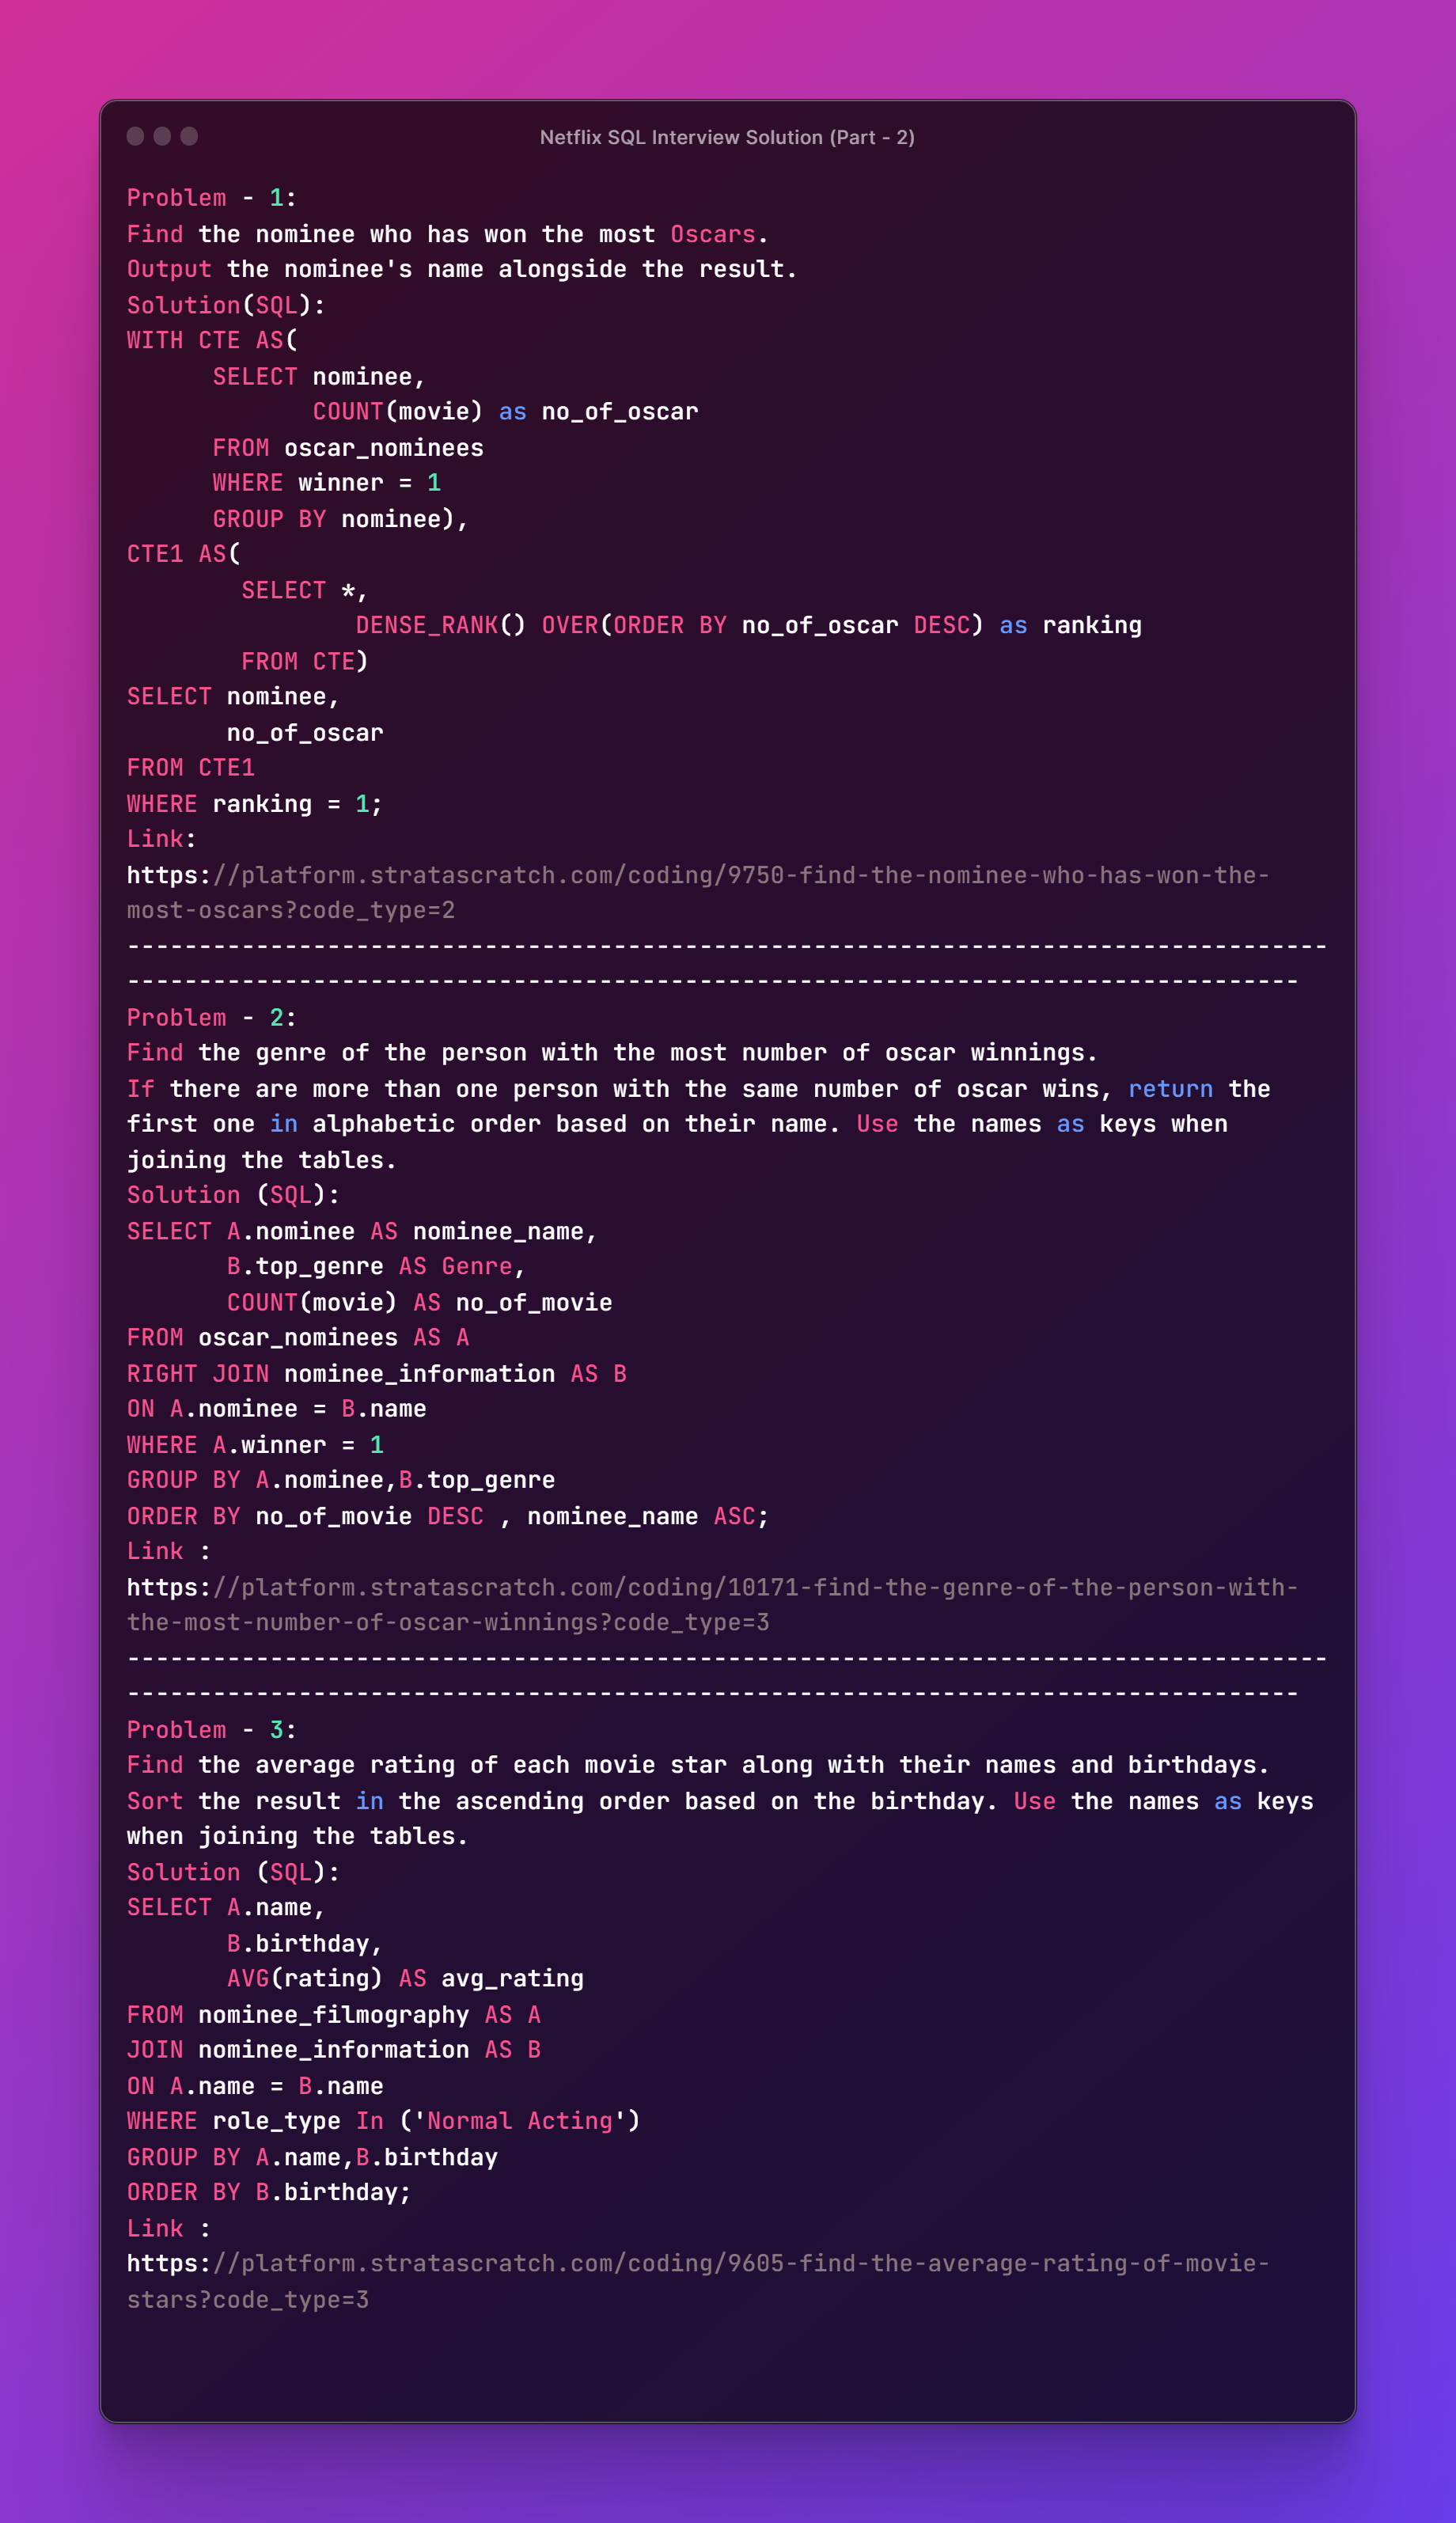 Netflix SQL Interview Solution (Part - 2)
Problem - 1:
Find the nominee who has won the most Oscars.
Output the nominee's name alongside the result.
Solution(SQL):
WITH CTE AS(
      SELECT nominee,
             COUNT(movie) as no_of_oscar
      FROM oscar_nominees
      WHERE winner = 1
      GROUP BY nominee),
CTE1 AS(
        SELECT *,
                DENSE_RANK() OVER(ORDER BY no_of_oscar DESC) as ranking
        FROM CTE)
SELECT nominee,
       no_of_oscar
FROM CTE1
WHERE ranking = 1;
Link:
https://platform.stratascratch.com/coding/9750-find-the-nominee-who-has-won-the-
most-oscars?code_type=2
------------------------------------------------------------------------------------
----------------------------------------------------------------------------------
Problem - 2:
Find the genre of the person with the most number of oscar winnings.
If there are more than one person with the same number of oscar wins, return the
first one in alphabetic order based on their name. Use the names as keys when
joining the tables.
Solution (SQL):
SELECT A.nominee AS nominee_name,
       B.top_genre AS Genre,
       COUNT(movie) AS no_of_movie
FROM oscar_nominees AS A
RIGHT JOIN nominee_information AS B
ON A.nominee = B.name
WHERE A.winner = 1
GROUP BY A.nominee,B.top_genre
ORDER BY no_of_movie DESC , nominee_name ASC;
Link :
https://platform.stratascratch.com/coding/10171-find-the-genre-of-the-person-with-
the-most-number-of-oscar-winnings?code_type=3
------------------------------------------------------------------------------------
----------------------------------------------------------------------------------
Problem - 3:
Find the average rating of each movie star along with their names and birthdays.
Sort the result in the ascending order based on the birthday. Use the names as keys
when joining the tables.
Solution (SQL):
SELECT A.name,
       B.birthday,
       AVG(rating) AS avg_rating
FROM nominee_filmography AS A
JOIN nominee_information AS B
ON A.name = B.name
WHERE role_type In ('Normal Acting')
GROUP BY A.name,B.birthday
ORDER BY B.birthday;
Link :
https://platform.stratascratch.com/coding/9605-find-the-average-rating-of-movie-
stars?code_type=3